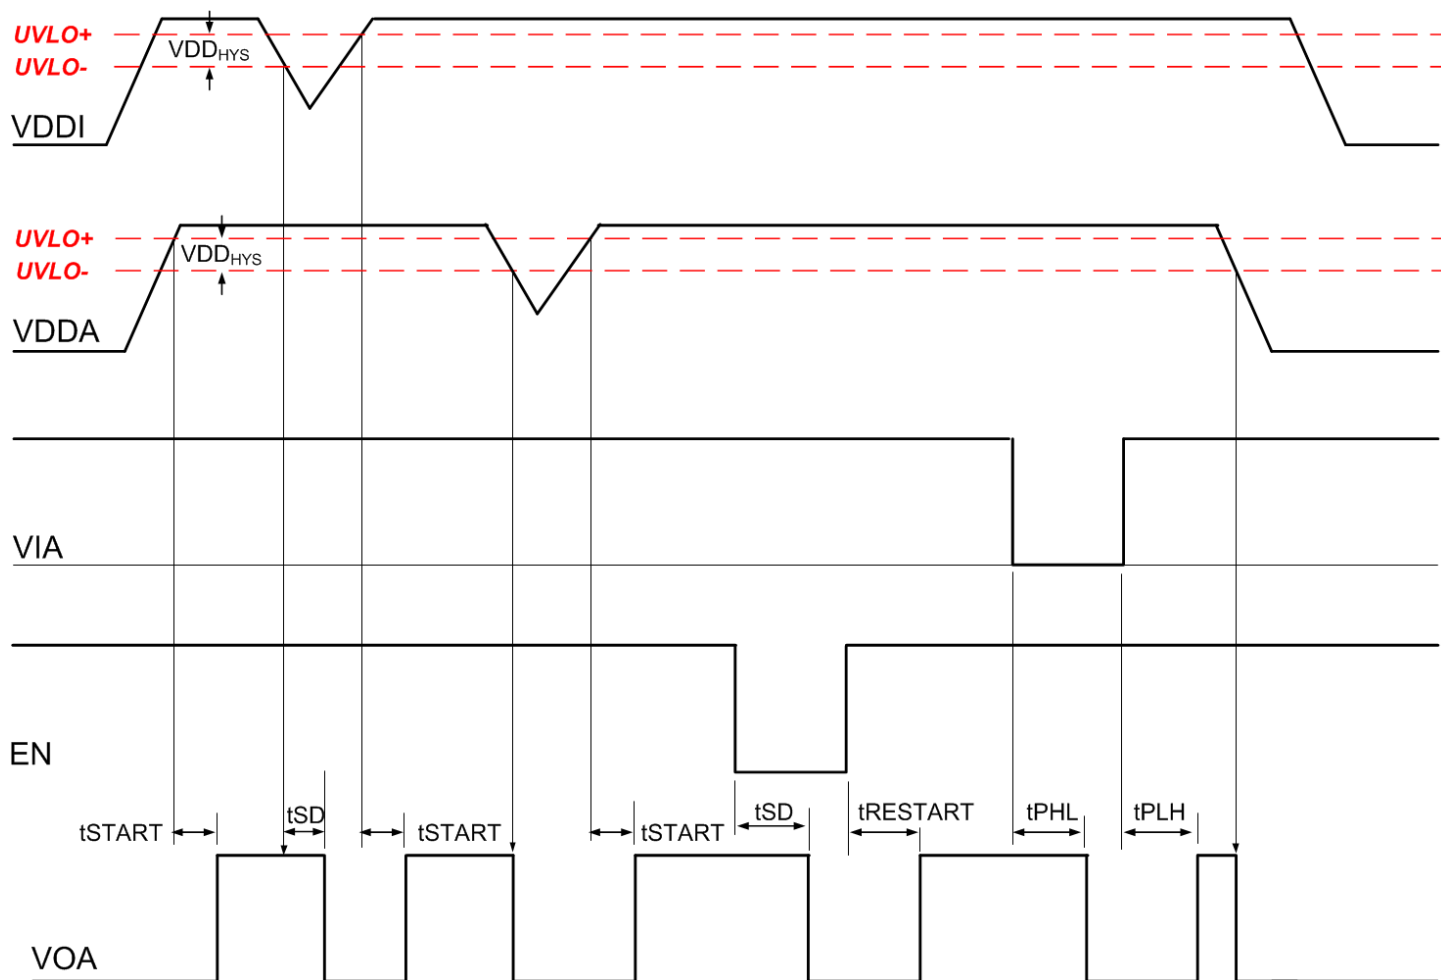 UVLO+
VDDHYS
UVLO-
VDDI
UVLO+
VDDHYS
UVLO-
VDDA
VIA
EN
tSTART
tSD
tSTART
tSTART
tSD
tRESTART
tPHL
tPLH
VOA